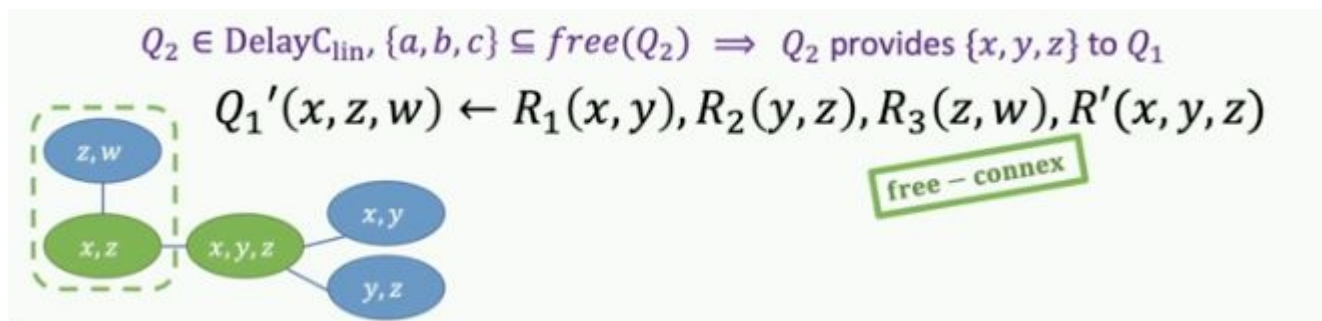 Q₂ ∈ DelayC_lin, {a, b, c} ⊆ free(Q₂) ⟹ Q₂ provides {x, y, z} to Q₁
Q₁′(x, z, w) ← R₁(x, y), R₂(y, z), R₃(z, w), R′(x, y, z)
free – connex
z, w
x, y
x, z
x, y, z
y, z